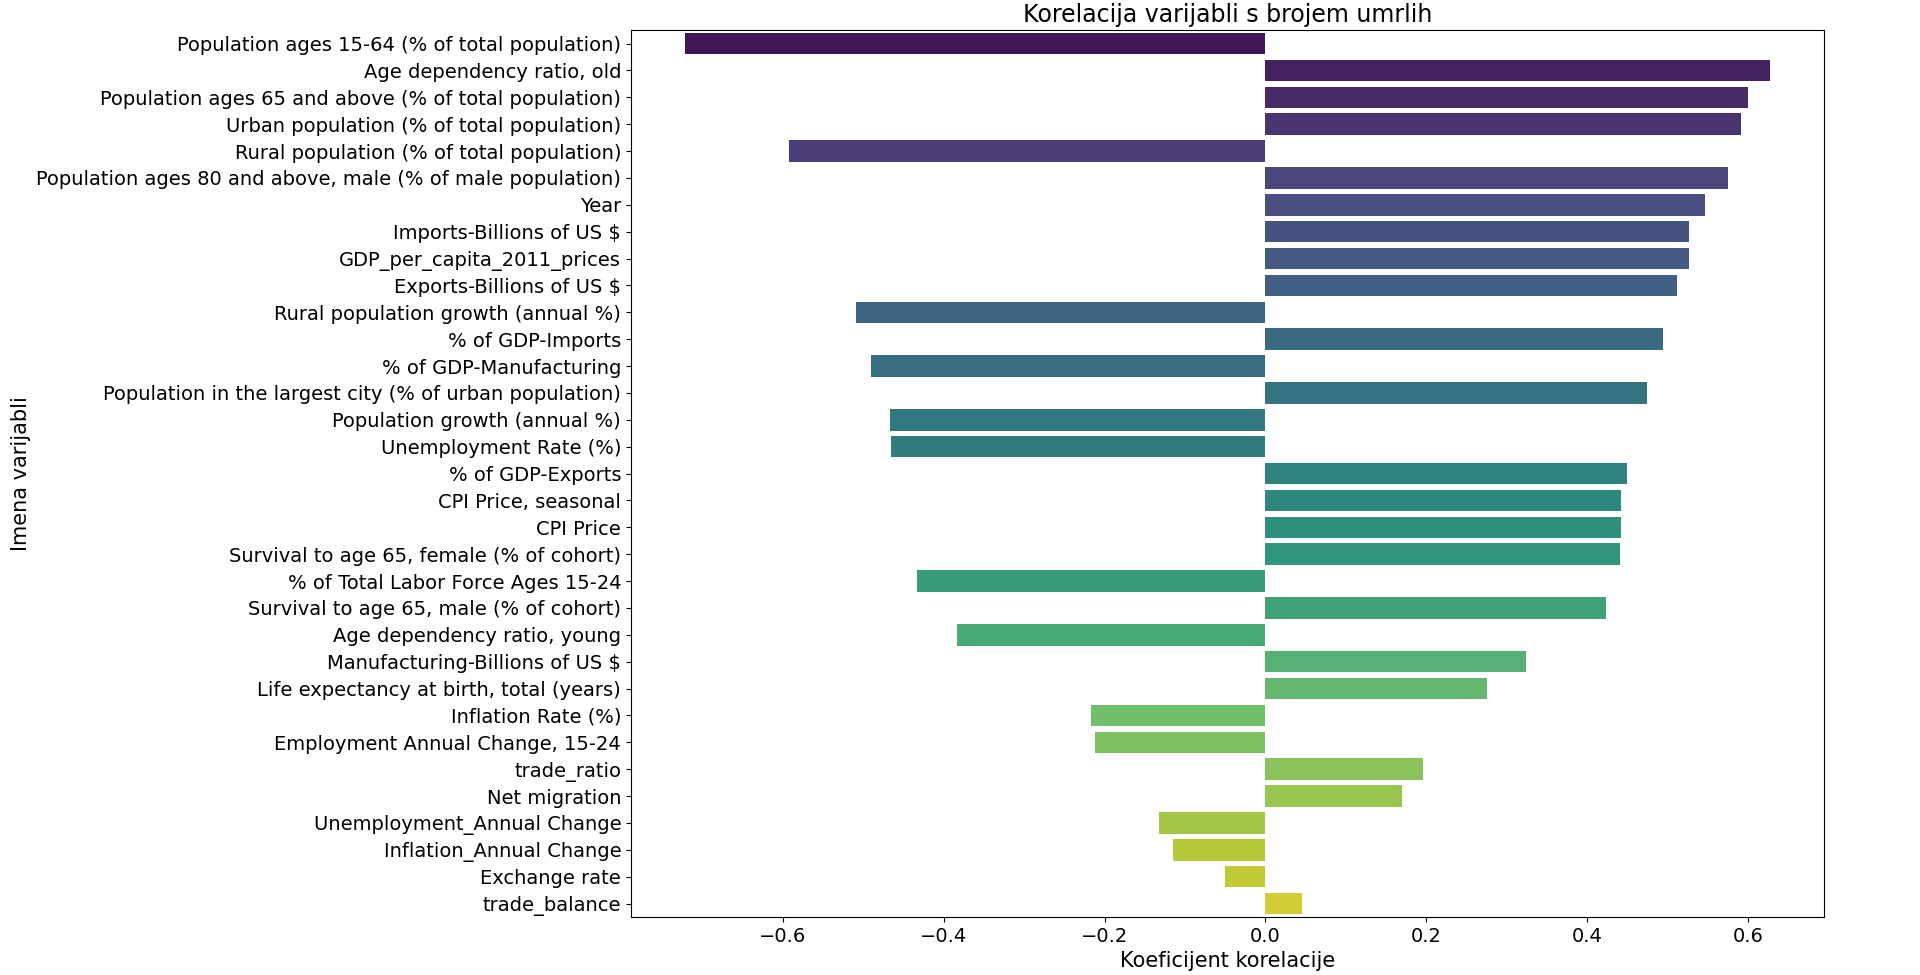 Korelacija varijabli s brojem umrlih
Population ages 15-64 (% of total population)
Age dependency ratio, old
Population ages 65 and above (% of total population)
Urban population (% of total population)
Rural population (% of total population)
Population ages 80 and above, male (% of male population)
Year
Imports-Billions of US $
GDP_per_capita_2011_prices
Exports-Billions of US $
Rural population growth (annual %)
% of GDP-Imports
% of GDP-Manufacturing
Population in the largest city (% of urban population)
Population growth (annual %)
Unemployment Rate (%)
% of GDP-Exports
CPI Price, seasonal
CPI Price
Survival to age 65, female (% of cohort)
% of Total Labor Force Ages 15-24
Survival to age 65, male (% of cohort)
Age dependency ratio, young
Manufacturing-Billions of US $
Life expectancy at birth, total (years)
Inflation Rate (%)
Employment Annual Change, 15-24
trade_ratio
Net migration
Unemployment_Annual Change
Inflation_Annual Change
Exchange rate
trade_balance
Imena varijabli
−0.6 −0.4 −0.2 0.0 0.2 0.4 0.6
Koeficijent korelacije